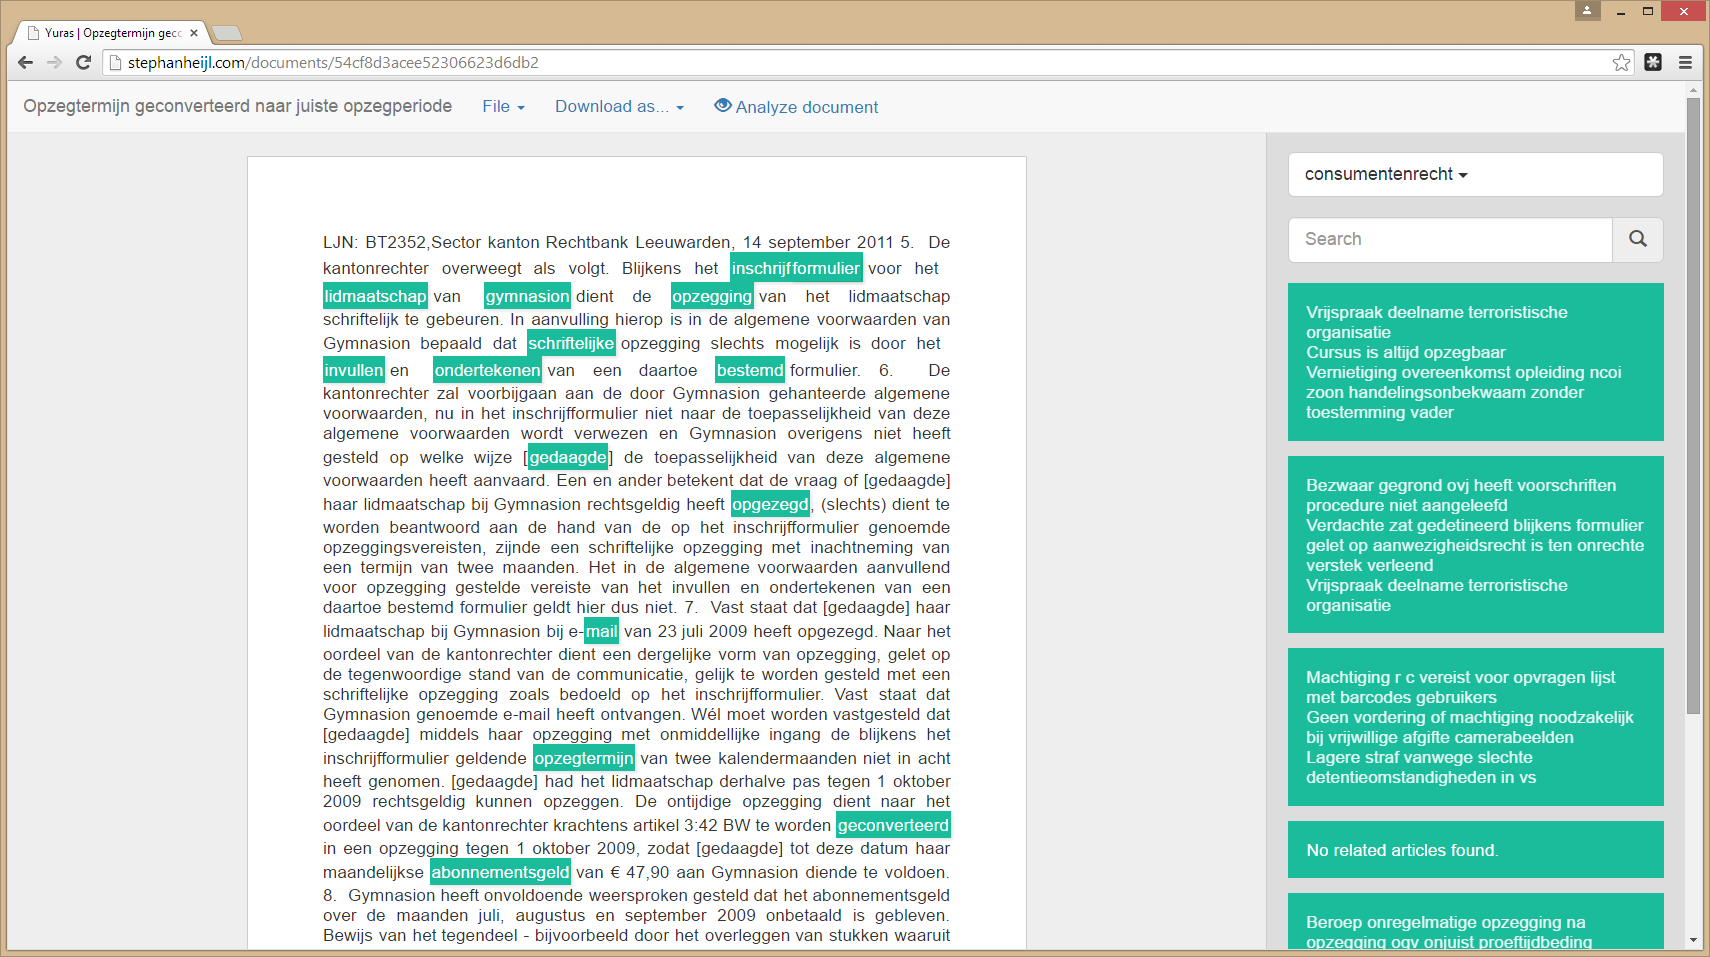 Yuras | Opzegtermijn gecc
stephanheijl.com/documents/54cf8d3acee52306623d6db2
Opzegtermijn geconverteerd naar juiste opzegperiode File Download as... Analyze document
LJN: BT2352,Sector kanton Rechtbank Leeuwarden, 14 september 2011 5. De
kantonrechter overweegt als volgt. Blijkens het inschrijfformulier voor het
lidmaatschap van gymnasion dient de opzegging van het lidmaatschap
schriftelijk te gebeuren. In aanvulling hierop is in de algemene voorwaarden van
Gymnasion bepaald dat schriftelijke opzegging slechts mogelijk is door het
invullen en ondertekenen van een daartoe bestemd formulier. 6. De
kantonrechter zal voorbijgaan aan de door Gymnasion gehanteerde algemene
voorwaarden, nu in het inschrijfformulier niet naar de toepasselijkheid van deze
algemene voorwaarden wordt verwezen en Gymnasion overigens niet heeft
gesteld op welke wijze [gedaagde] de toepasselijkheid van deze algemene
voorwaarden heeft aanvaard. Een en ander betekent dat de vraag of [gedaagde]
haar lidmaatschap bij Gymnasion rechtsgeldig heeft opgezegd, (slechts) dient te
worden beantwoord aan de hand van de op het inschrijfformulier genoemde
opzeggingsvereisten, zijnde een schriftelijke opzegging met inachtneming van
een termijn van twee maanden. Het in de algemene voorwaarden aanvullend
voor opzegging gestelde vereiste van het invullen en ondertekenen van een
daartoe bestemd formulier geldt hier dus niet. 7. Vast staat dat [gedaagde] haar
lidmaatschap bij Gymnasion bij e-mail van 23 juli 2009 heeft opgezegd. Naar het
oordeel van de kantonrechter dient een dergelijke vorm van opzegging, gelet op
de tegenwoordige stand van de communicatie, gelijk te worden gesteld met een
schriftelijke opzegging zoals bedoeld op het inschrijfformulier. Vast staat dat
Gymnasion genoemde e-mail heeft ontvangen. Wél moet worden vastgesteld dat
[gedaagde] middels haar opzegging met onmiddellijke ingang de blijkens het
inschrijfformulier geldende opzegtermijn van twee kalendermaanden niet in acht
heeft genomen. [gedaagde] had het lidmaatschap derhalve pas tegen 1 oktober
2009 rechtsgeldig kunnen opzeggen. De ontijdige opzegging dient naar het
oordeel van de kantonrechter krachtens artikel 3:42 BW te worden geconverteerd
in een opzegging tegen 1 oktober 2009, zodat [gedaagde] tot deze datum haar
maandelijkse abonnementsgeld van € 47,90 aan Gymnasion diende te voldoen.
8. Gymnasion heeft onvoldoende weersproken gesteld dat het abonnementsgeld
over de maanden juli, augustus en september 2009 onbetaald is gebleven.
Bewijs van het tegendeel - bijvoorbeeld door het overleggen van stukken waaruit
consumentenrecht
Search
Vrijspraak deelname terroristische
organisatie
Cursus is altijd opzegbaar
Vernietiging overeenkomst opleiding ncoi
zoon handelingsonbekwaam zonder
toestemming vader
Bezwaar gegrond ovj heeft voorschriften
procedure niet aangeleefd
Verdachte zat gedetineerd blijkens formulier
gelet op aanwezigheidsrecht is ten onrechte
verstek verleend
Vrijspraak deelname terroristische
organisatie
Machtiging r c vereist voor opvragen lijst
met barcodes gebruikers
Geen vordering of machtiging noodzakelijk
bij vrijwillige afgifte camerabeelden
Lagere straf vanwege slechte
detentieomstandigheden in vs
No related articles found.
Beroep onregelmatige opzegging na
opzegging ogv onjuist proeftijdbeding